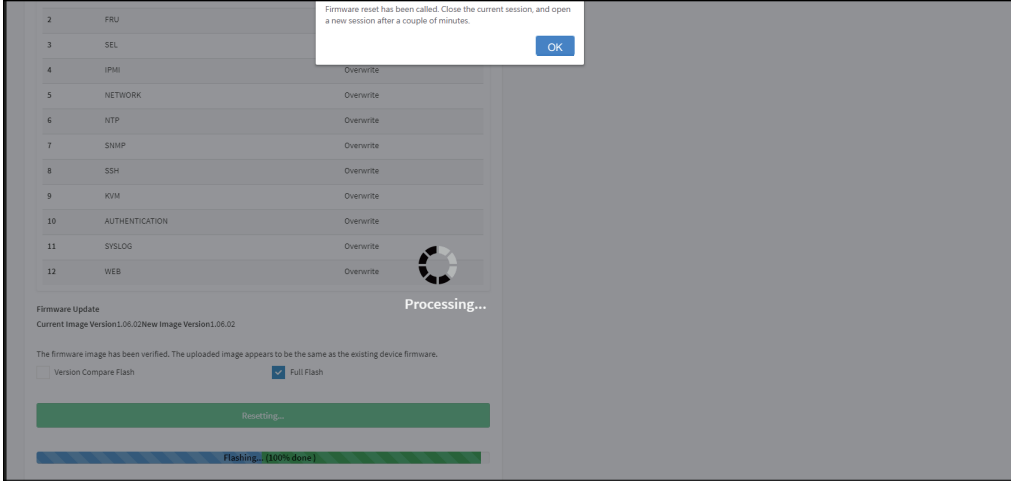 Firmware reset has been called. Close the current session, and open
a new session after a couple of minutes.
OK
2 FRU
3 SEL
4 IPMI Overwrite
5 NETWORK Overwrite
6 NTP Overwrite
7 SNMP Overwrite
8 SSH Overwrite
9 KVM Overwrite
10 AUTHENTICATION Overwrite
11 SYSLOG Overwrite
12 WEB Overwrite
Processing...
Firmware Update
Current Image Version1.06.02New Image Version1.06.02
The firmware image has been verified. The uploaded image appears to be the same as the existing device firmware.
Version Compare Flash Full Flash
Resetting...
Flashing... (100% done )